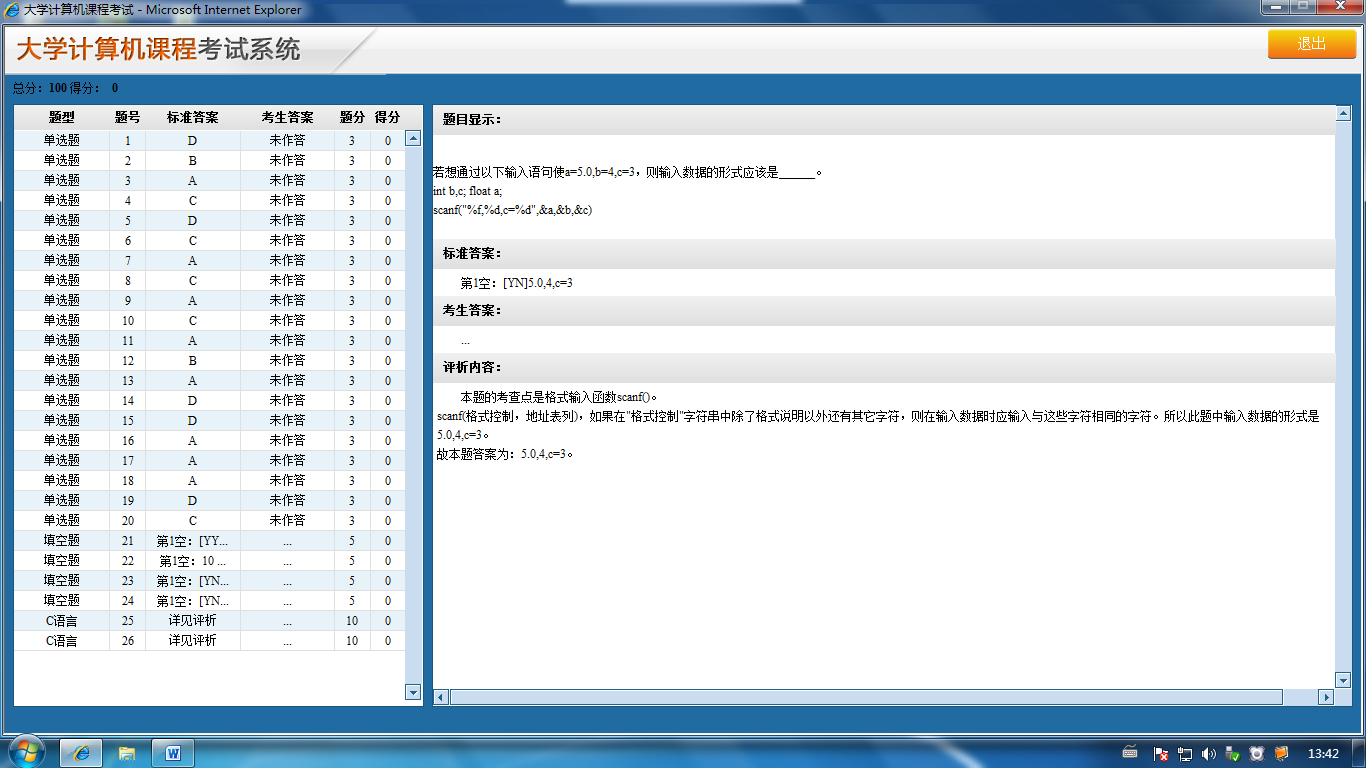 大学计算机课程考试 - Microsoft Internet Explorer
大学计算机课程考试系统
退出
总分：100 得分： 0
题型 题号 标准答案 考生答案 题分 得分
单选题 1 D 未作答 3 0
单选题 2 B 未作答 3 0
单选题 3 A 未作答 3 0
单选题 4 C 未作答 3 0
单选题 5 D 未作答 3 0
单选题 6 C 未作答 3 0
单选题 7 A 未作答 3 0
单选题 8 C 未作答 3 0
单选题 9 A 未作答 3 0
单选题 10 C 未作答 3 0
单选题 11 A 未作答 3 0
单选题 12 B 未作答 3 0
单选题 13 A 未作答 3 0
单选题 14 D 未作答 3 0
单选题 15 D 未作答 3 0
单选题 16 A 未作答 3 0
单选题 17 A 未作答 3 0
单选题 18 A 未作答 3 0
单选题 19 D 未作答 3 0
单选题 20 C 未作答 3 0
填空题 21 第1空：[YY... ... 5 0
填空题 22 第1空：10 ... ... 5 0
填空题 23 第1空：[YN... ... 5 0
填空题 24 第1空：[YN... ... 5 0
C语言 25 详见评析 ... 10 0
C语言 26 详见评析 ... 10 0
题目显示：
若想通过以下输入语句使a=5.0,b=4,c=3，则输入数据的形式应该是______。
int b,c; float a;
scanf("%f,%d,c=%d",&a,&b,&c)
标准答案：
第1空：[YN]5.0,4,c=3
考生答案：
...
评析内容：
本题的考查点是格式输入函数scanf()。
scanf(格式控制，地址表列)，如果在"格式控制"字符串中除了格式说明以外还有其它字符，则在输入数据时应输入与这些字符相同的字符。所以此题中输入数据的形式是
5.0,4,c=3。
故本题答案为：5.0,4,c=3。
13:42